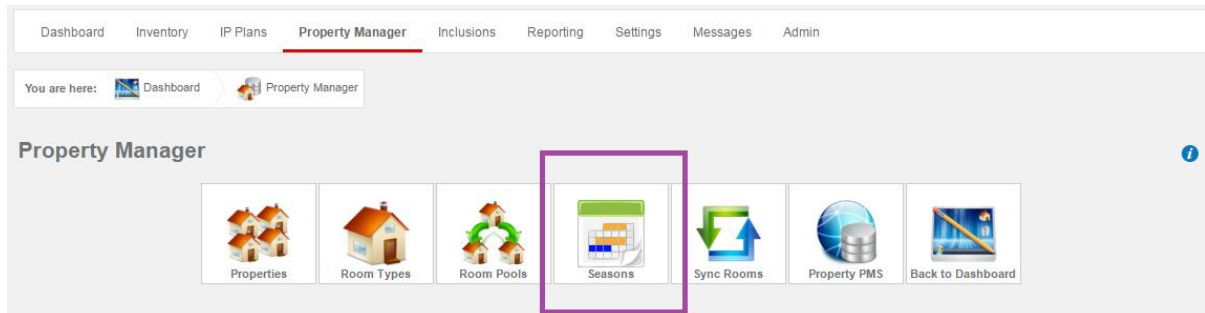 Dashboard Inventory IP Plans Property Manager Inclusions Reporting Settings Messages Admin
You are here: Dashboard Property Manager
Property Manager
Properties Room Types Room Pools Seasons Sync Rooms Property PMS Back to Dashboard